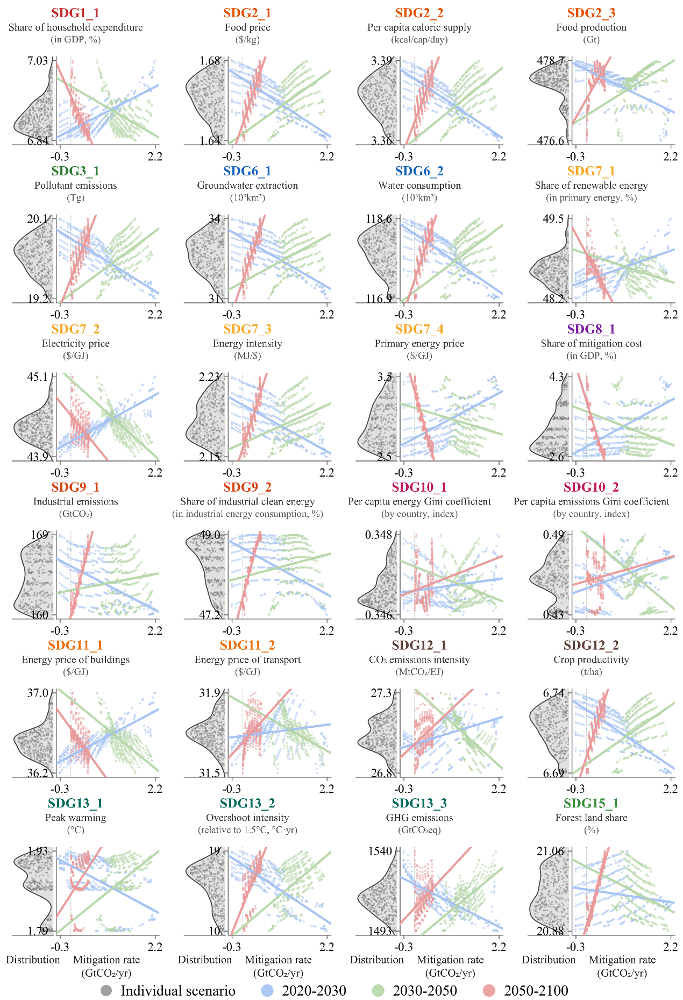 SDG1_1 SDG2_1 SDG2_2 SDG2_3
Share of household expenditure Food price Per capita caloric supply Food production
(in GDP, %) ($/kg) (kcal/cap/day) (Gt)
7.03 1.68 3.39 478.7
6.84 1.64 3.36 476.6
-0.3 2.2 -0.3 2.2 -0.3 2.2 -0.3 2.2
SDG3_1 SDG6_1 SDG6_2 SDG7_1
Pollutant emissions Groundwater extraction Water consumption Share of renewable energy
(Tg) (10³km³) (10³km³) (in primary energy, %)
20.1 34 118.6 49.5
19.2 31 116.9 48.2
-0.3 2.2 -0.3 2.2 -0.3 2.2 -0.3 2.2
SDG7_2 SDG7_3 SDG7_4 SDG8_1
Electricity price Energy intensity Primary energy price Share of mitigation cost
($/GJ) (MJ/$) ($/GJ) (in GDP, %)
45.1 2.23 3.5 4.3
43.9 2.15 2.5 2.6
-0.3 2.2 -0.3 2.2 -0.3 2.2 -0.3 2.2
SDG9_1 SDG9_2 SDG10_1 SDG10_2
Industrial emissions Share of industrial clean energy Per capita energy Gini coefficient Per capita emissions Gini coefficient
(GtCO₂) (in industrial energy consumption, %) (by country, index) (by country, index)
169 49.0 0.348 0.49
160 47.2 0.346 0.43
-0.3 2.2 -0.3 2.2 -0.3 2.2 -0.3 2.2
SDG11_1 SDG11_2 SDG12_1 SDG12_2
Energy price of buildings Energy price of transport CO₂ emissions intensity Crop productivity
($/GJ) ($/GJ) (MtCO₂/EJ) (t/ha)
37.0 31.9 27.3 6.74
36.2 31.5 26.8 6.69
-0.3 2.2 -0.3 2.2 -0.3 2.2 -0.3 2.2
SDG13_1 SDG13_2 SDG13_3 SDG15_1
Peak warming Overshoot intensity GHG emissions Forest land share
(°C) (relative to 1.5°C, °C·yr) (GtCO₂eq) (%)
1.93 19 1540 21.06
1.79 10 1493 20.88
-0.3 2.2 -0.3 2.2 -0.3 2.2 -0.3 2.2
Distribution Mitigation rate Distribution Mitigation rate Distribution Mitigation rate Distribution Mitigation rate
(GtCO₂/yr) (GtCO₂/yr) (GtCO₂/yr) (GtCO₂/yr)
Individual scenario 2020-2030 2030-2050 2050-2100